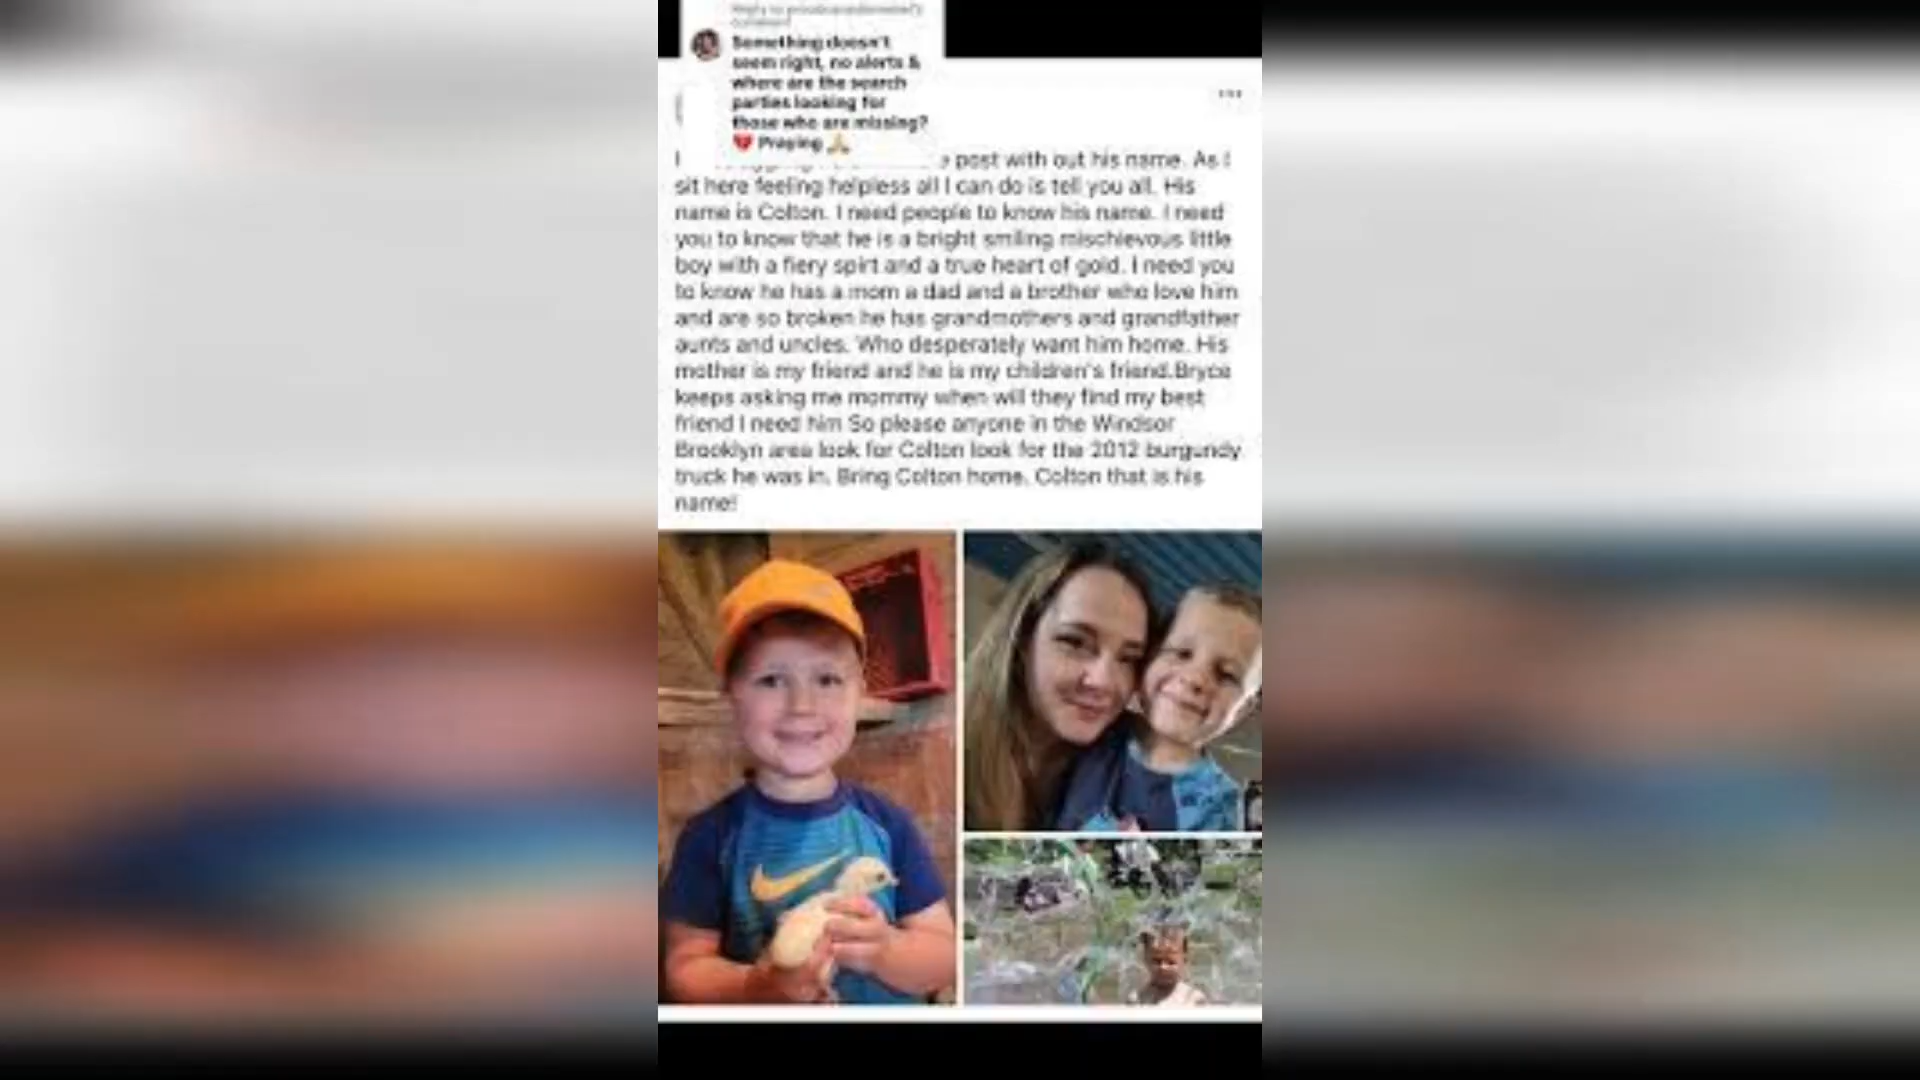 Something doesn't
seem right, no alerts &
where are the search
parties looking for
those who are missing?
💔 Praying 🙏
I
post with out his name. As I
sit here feeling helpless all I can do is tell you all. His
name is Colton. I need people to know his name. I need
you to know that he is a bright smiling mischievous little
boy with a fiery spirt and a true heart of gold. I need you
to know he has a mom a dad and a brother who love him
and are so broken he has grandmothers and grandfather
aunts and uncles. Who desperately want him home. His
mother is my friend and he is my children's friend.Bryce
keeps asking me mommy when will they find my best
friend I need him So please anyone in the Windsor
Brooklyn area look for Colton look for the 2012 burgundy
truck he was in. Bring Colton home. Colton that is his
name!